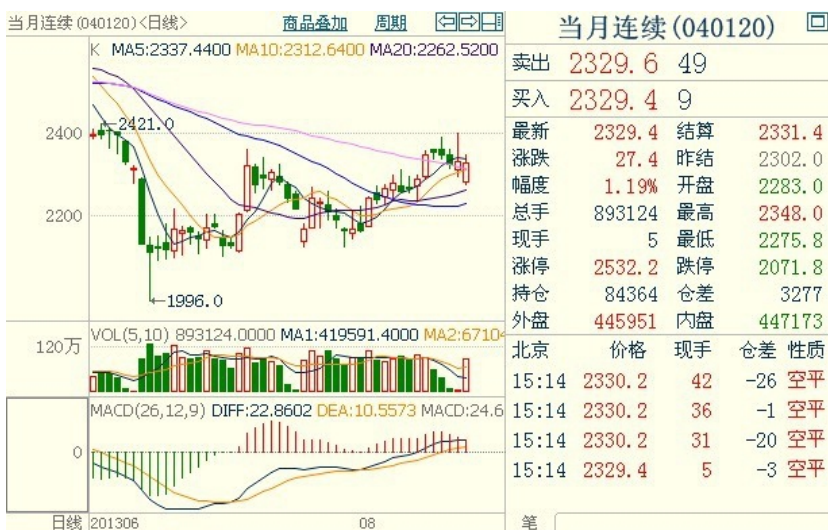 当月连续 (040120)<日线>
商品叠加 周期
K MA5:2337.4400 MA10:2312.6400 MA20:2262.5200
2421.0
2400
2200
1996.0
120万
VOL(5,10) 893124.0000 MA1:419591.4000 MA2:67104
MACD(26,12,9) DIFF:22.8602 DEA:10.5573 MACD:24.6
0
日线 201306 08
当月连续(040120)
卖出 2329.6 49
买入 2329.4 9
最新 2329.4 结算 2331.4
涨跌 27.4 昨结 2302.0
幅度 1.19% 开盘 2283.0
总手 893124 最高 2348.0
现手 5 最低 2275.8
涨停 2532.2 跌停 2071.8
持仓 84364 仓差 3277
外盘 445951 内盘 447173
北京 价格 现手 仓差 性质
15:14 2330.2 42 -26 空平
15:14 2330.2 36 -1 空平
15:14 2330.2 31 -20 空平
15:14 2329.4 5 -3 空平
笔